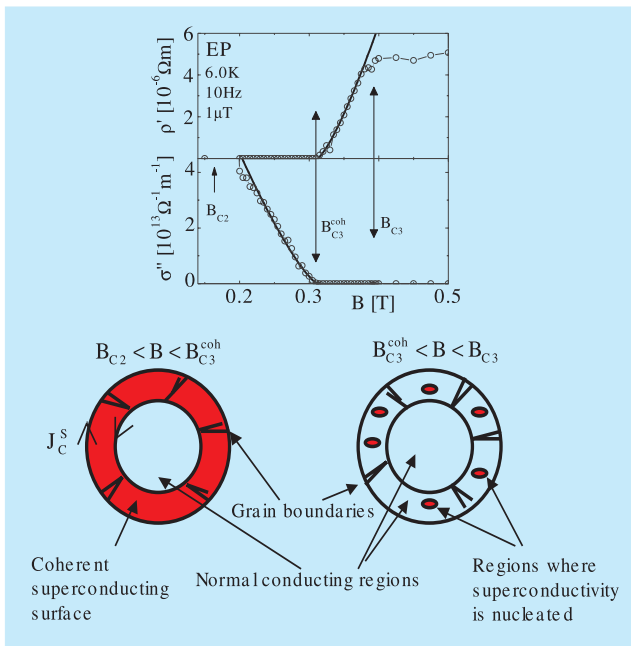 EP
6.0K
10Hz
1μT
ρ' [10⁻⁶Ωm]
6
4
2
0
σ'' [10¹³Ω⁻¹m⁻¹]
4
0
B_C2
B_C3^coh
B_C3
0.2
0.3
0.5
B [T]
B_C2 < B < B_C3^coh
B_C3^coh < B < B_C3
J_C^S
Grain boundaries
Coherent
superconducting
surface
Normal conducting regions
Regions where
superconductivity
is nucleated